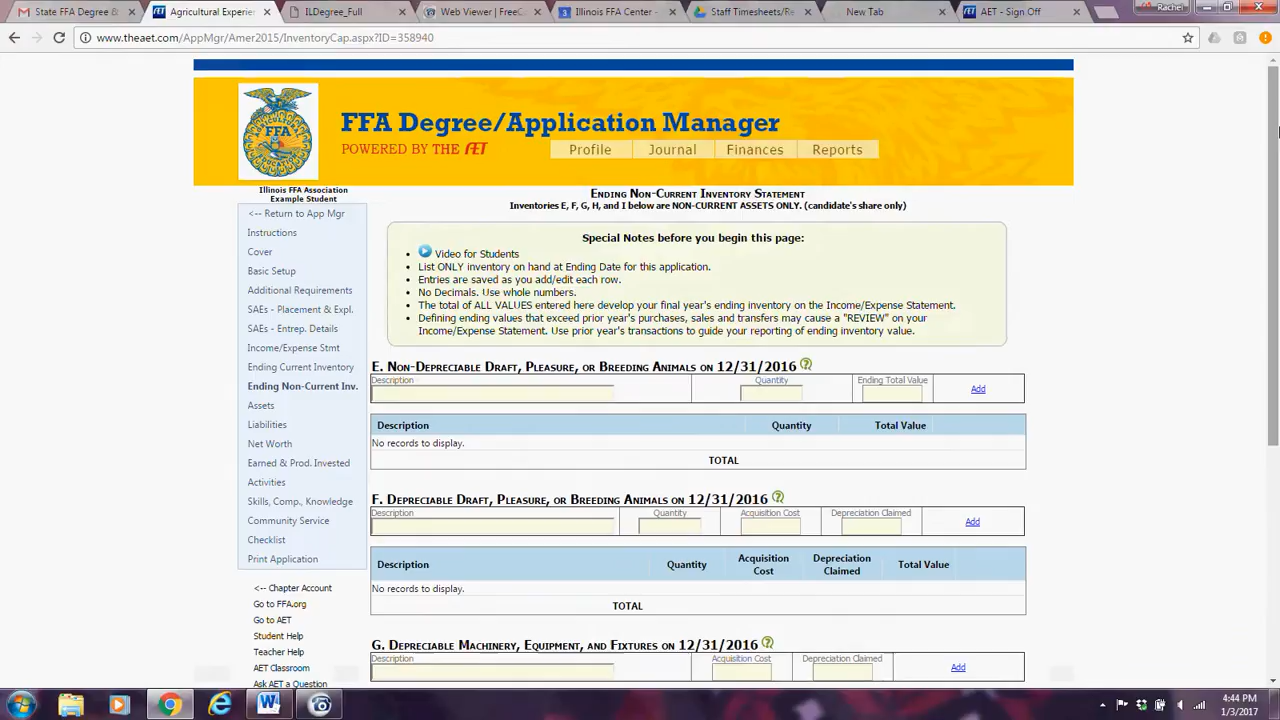 State FFA Degree &
Agricultural Experie
ILDegree_Full
Web Viewer | FreeC
Illinois FFA Center -
Staff Timesheets/Re
New Tab
AET - Sign Off
Rachel
www.theaet.com/AppMgr/Amer2015/InventoryCap.aspx?ID=358940
FFA
FFA Degree/Application Manager
POWERED BY THE AET
Profile
Journal
Finances
Reports
Illinois FFA Association
Example Student
<-- Return to App Mgr
Instructions
Cover
Basic Setup
Additional Requirements
SAEs - Placement & Expl.
SAEs - Entrep. Details
Income/Expense Stmt
Ending Current Inventory
Ending Non-Current Inv.
Assets
Liabilities
Net Worth
Earned & Prod. Invested
Activities
Skills, Comp., Knowledge
Community Service
Checklist
Print Application
<-- Chapter Account
Go to FFA.org
Go to AET
Student Help
Teacher Help
AET Classroom
Ask AET a Question
Ending Non-Current Inventory Statement
Inventories E, F, G, H, and I below are NON-CURRENT ASSETS ONLY. (candidate's share only)
Special Notes before you begin this page:
• Video for Students
• List ONLY inventory on hand at Ending Date for this application.
• Entries are saved as you add/edit each row.
• No Decimals. Use whole numbers.
• The total of ALL VALUES entered here develop your final year's ending inventory on the Income/Expense Statement.
• Defining ending values that exceed prior year's purchases, sales and transfers may cause a "REVIEW" on your
Income/Expense Statement. Use prior year's transactions to guide your reporting of ending inventory value.
E. Non-Depreciable Draft, Pleasure, or Breeding Animals on 12/31/2016 ?
Description Quantity Ending Total Value Add
Description Quantity Total Value
No records to display.
TOTAL
F. Depreciable Draft, Pleasure, or Breeding Animals on 12/31/2016 ?
Description Quantity Acquisition Cost Depreciation Claimed Add
Description Quantity Acquisition Cost Depreciation Claimed Total Value
No records to display.
TOTAL
G. Depreciable Machinery, Equipment, and Fixtures on 12/31/2016 ?
Description Acquisition Cost Depreciation Claimed Add
4:44 PM
1/3/2017